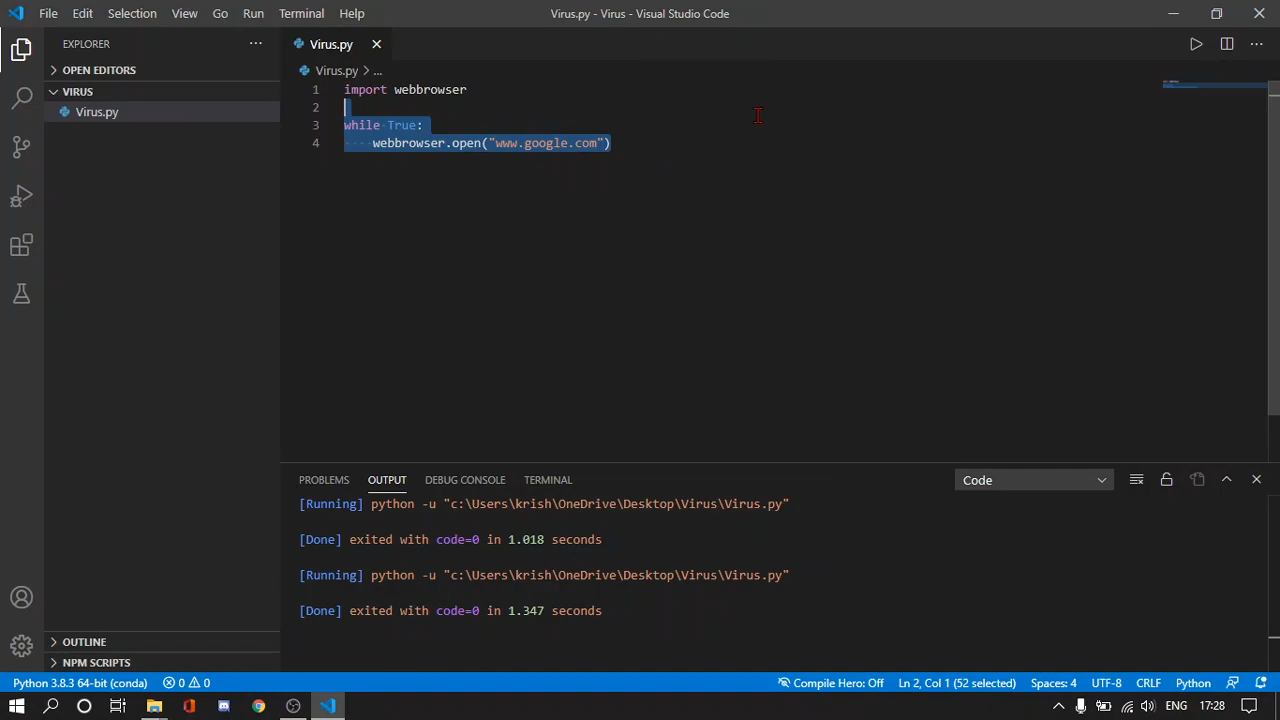 File Edit Selection View Go Run Terminal Help Virus.py - Virus - Visual Studio Code
EXPLORER
OPEN EDITORS
VIRUS
Virus.py
OUTLINE
NPM SCRIPTS
Virus.py
Virus.py > ...
1 import webbrowser
2
3 while True:
4 webbrowser.open("www.google.com")
PROBLEMS OUTPUT DEBUG CONSOLE TERMINAL Code
[Running] python -u "c:\Users\krish\OneDrive\Desktop\Virus\Virus.py"
[Done] exited with code=0 in 1.018 seconds
[Running] python -u "c:\Users\krish\OneDrive\Desktop\Virus\Virus.py"
[Done] exited with code=0 in 1.347 seconds
Python 3.8.3 64-bit (conda) 0 0 Compile Hero: Off Ln 2, Col 1 (52 selected) Spaces: 4 UTF-8 CRLF Python
ENG 17:28